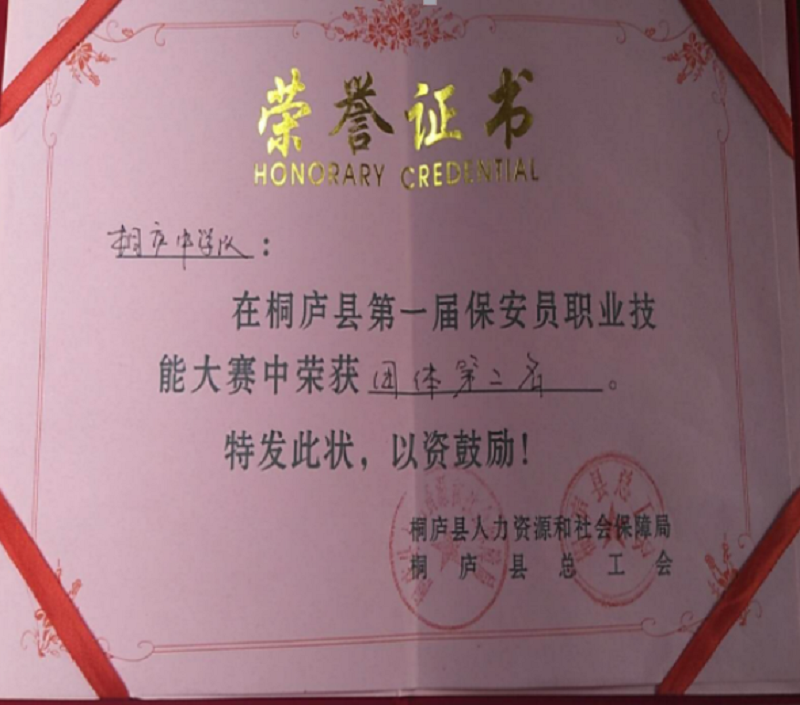 荣誉证书
HONORARY CREDENTIAL
桐庐中学队：
在桐庐县第一届保安员职业技
能大赛中荣获团体第二名。
特发此状，以资鼓励！
桐庐县人力资源和社会保障局
桐庐县总工会